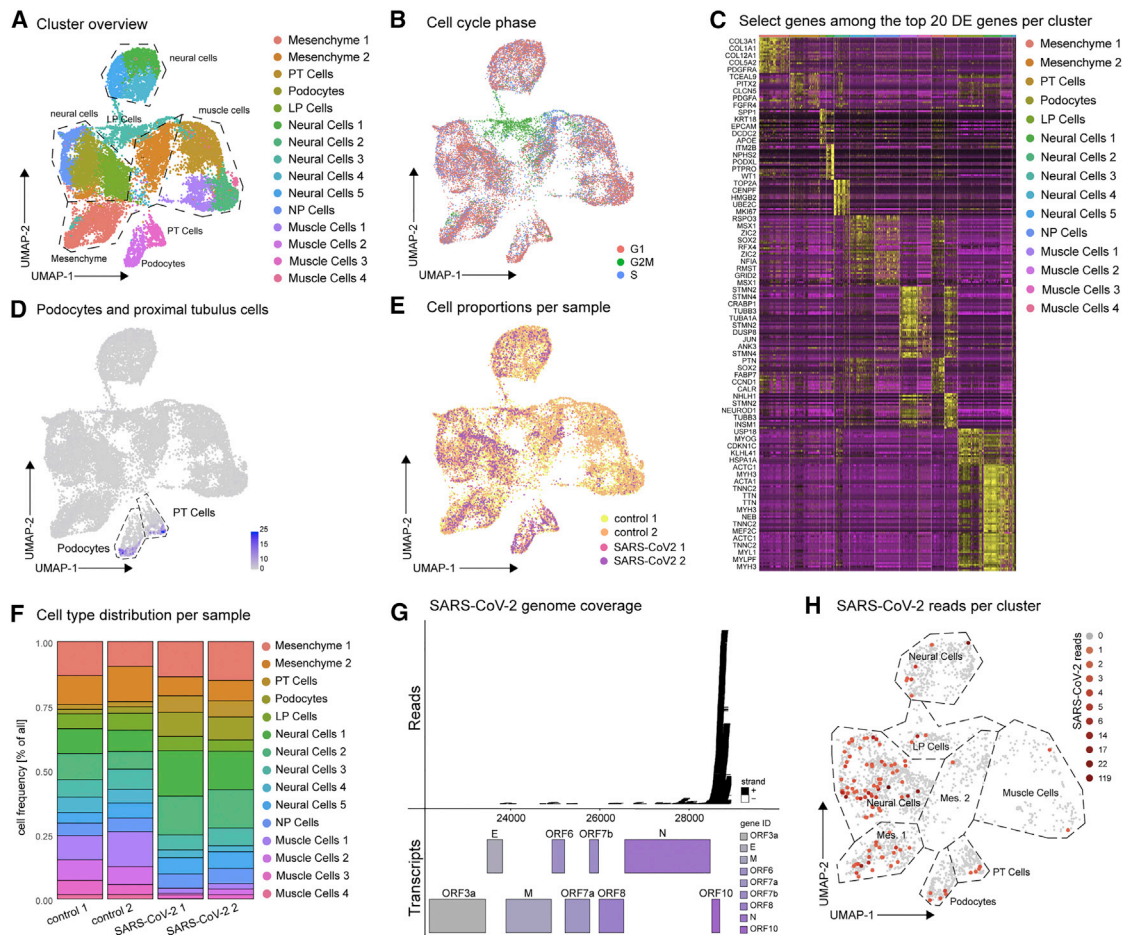 A Cluster overview
neural cells
neural cells
LP Cells
muscle cells
PT Cells
Mesenchyme
Podocytes
UMAP-2
UMAP-1
Mesenchyme 1
Mesenchyme 2
PT Cells
Podocytes
LP Cells
Neural Cells 1
Neural Cells 2
Neural Cells 3
Neural Cells 4
Neural Cells 5
NP Cells
Muscle Cells 1
Muscle Cells 2
Muscle Cells 3
Muscle Cells 4
B Cell cycle phase
UMAP-2
UMAP-1
G1
G2M
S
C Select genes among the top 20 DE genes per cluster
COL3A1
COL1A1
COL12A1
COL5A2
PDGFRA
TCEAL9
PITX2
CLCN5
PDGFA
FGFR4
SPP1
KRT18
EPCAM
DCDC2
APOE
ITM2B
NPHS2
PODXL
PTPRO
WT1
TOP2A
CENPF
HMGB2
UBE2C
MKI67
RSPO3
MSX1
ZIC2
SOX2
RFX4
ZIC2
NFIA
RMST
GRID2
MSX1
STMN2
STMN4
CRABP1
TUBB3
TUBA1A
STMN2
DUSP8
JUN
ANK3
STMN4
PTN
SOX2
FABP7
CCND1
CALR
NHLH1
STMN2
NEUROD1
TUBB3
INSM1
USP18
MYOG
CDKN1C
KLHL41
HSPA1A
ACTC1
MYH3
ACTA1
TNNC2
TTN
TTN
MYH3
NEB
TNNC2
MEF2C
ACTC1
TNNC2
MYL1
MYLPF
MYH3
Mesenchyme 1
Mesenchyme 2
PT Cells
Podocytes
LP Cells
Neural Cells 1
Neural Cells 2
Neural Cells 3
Neural Cells 4
Neural Cells 5
NP Cells
Muscle Cells 1
Muscle Cells 2
Muscle Cells 3
Muscle Cells 4
D Podocytes and proximal tubulus cells
PT Cells
Podocytes
UMAP-2
UMAP-1
25
15
10
0
E Cell proportions per sample
UMAP-2
UMAP-1
control 1
control 2
SARS-CoV2 1
SARS-CoV2 2
F Cell type distribution per sample
cell frequency [% of all]
1.00
0.75
0.50
0.25
0.00
control 1
control 2
SARS-CoV-2 1
SARS-CoV-2 2
Mesenchyme 1
Mesenchyme 2
PT Cells
Podocytes
LP Cells
Neural Cells 1
Neural Cells 2
Neural Cells 3
Neural Cells 4
Neural Cells 5
NP Cells
Muscle Cells 1
Muscle Cells 2
Muscle Cells 3
Muscle Cells 4
G SARS-CoV-2 genome coverage
Reads
strand
+
−
24000 26000 28000
Transcripts
E ORF6 ORF7b N
ORF3a M ORF7a ORF8 ORF10
gene ID
ORF3a
E
M
ORF6
ORF7a
ORF7b
ORF8
N
ORF10
H SARS-CoV-2 reads per cluster
Neural Cells
LP Cells
Neural Cells
Mes. 2
Muscle Cells
Mes. 1
PT Cells
Podocytes
UMAP-2
UMAP-1
SARS-CoV-2 reads
0
1
2
3
4
5
6
14
17
22
119